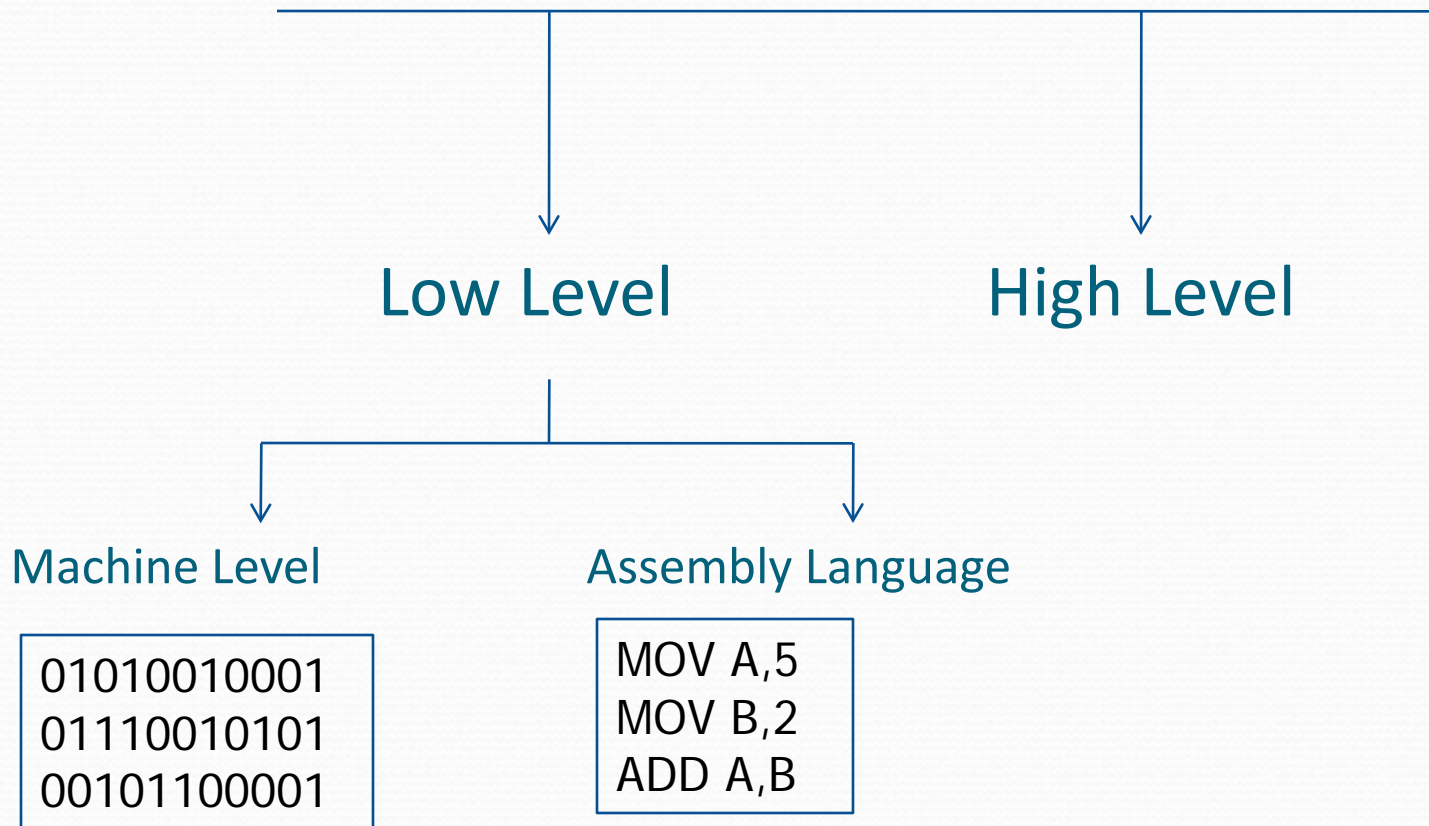 Low Level
High Level
Machine Level
Assembly Language
01010010001
01110010101
00101100001
MOV A,5
MOV B,2
ADD A,B